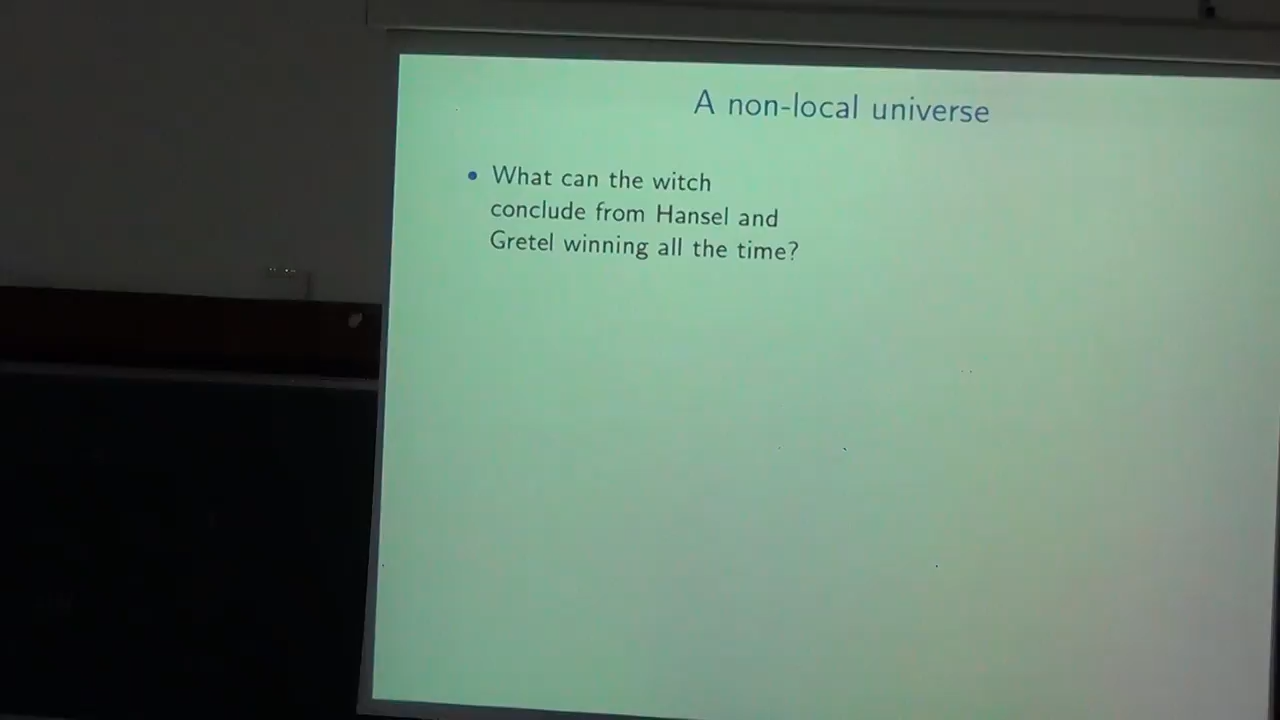 A non-local universe
• What can the witch
conclude from Hansel and
Gretel winning all the time?